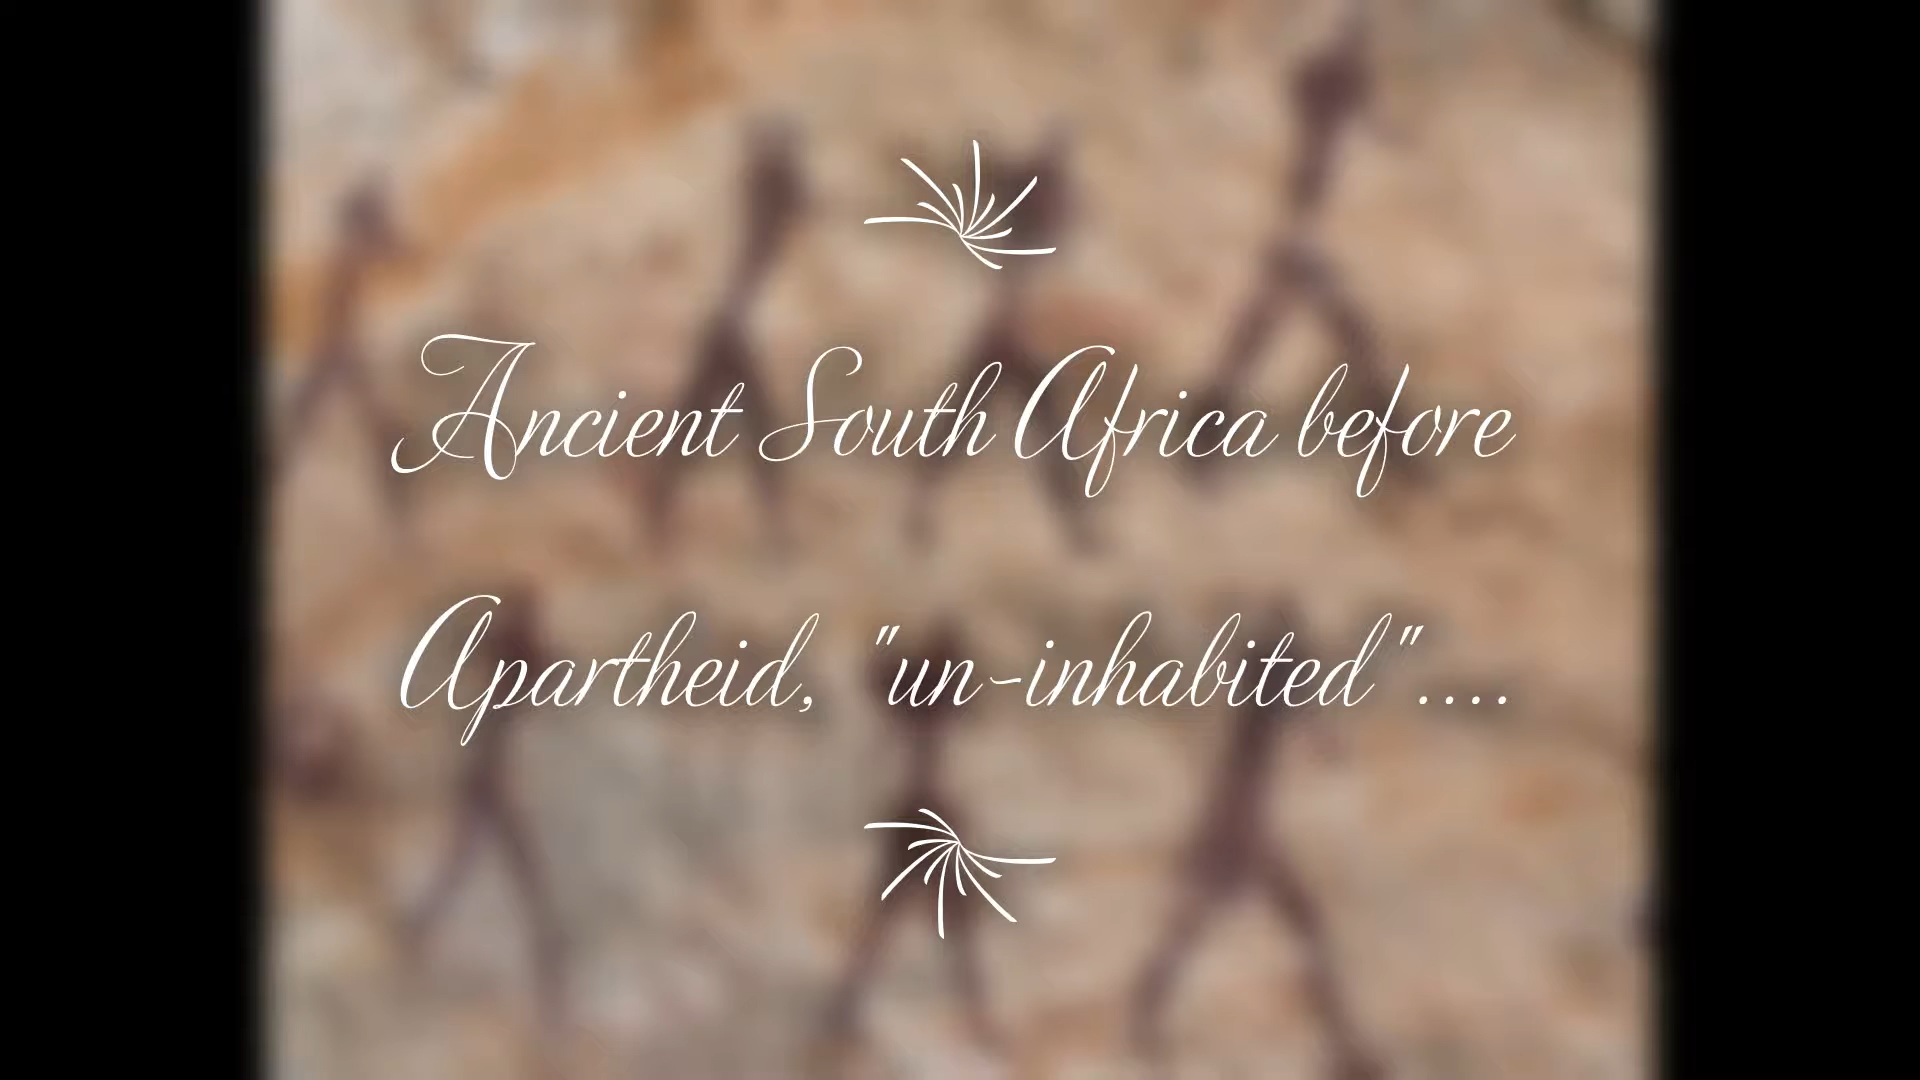 Ancient South Africa before
Apartheid, "un-inhabited"....